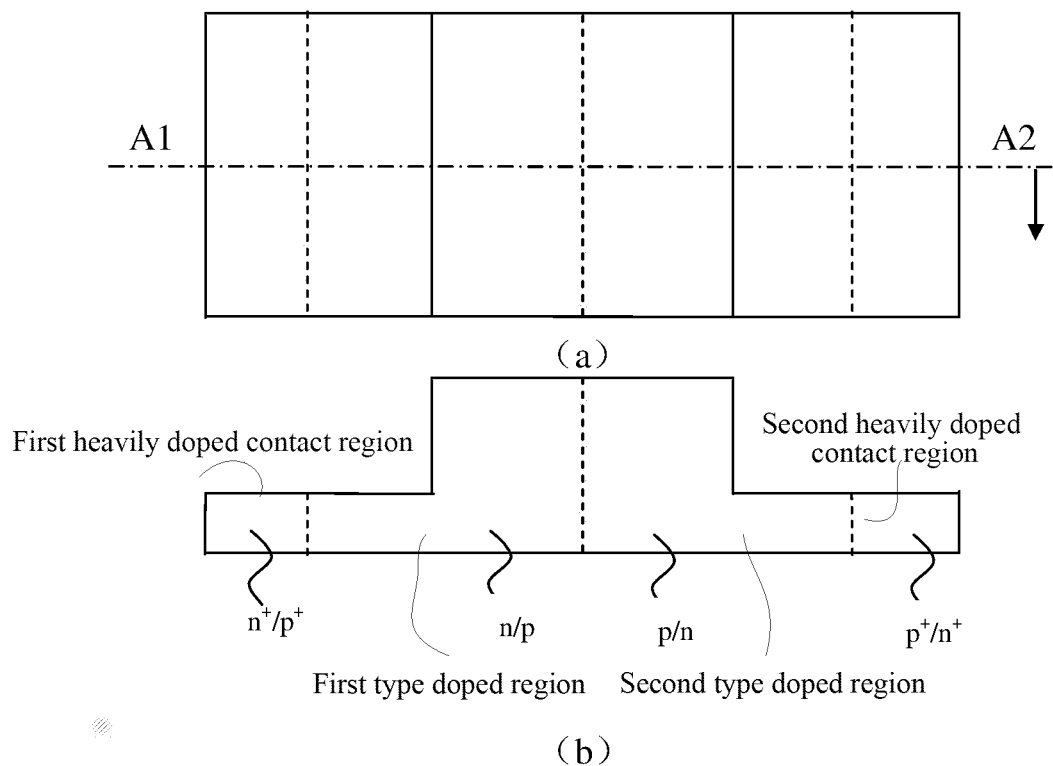 A1
A2
（a）
First heavily doped contact region
Second heavily doped
contact region
n⁺/p⁺
n/p
p/n
p⁺/n⁺
First type doped region
Second type doped region
（b）